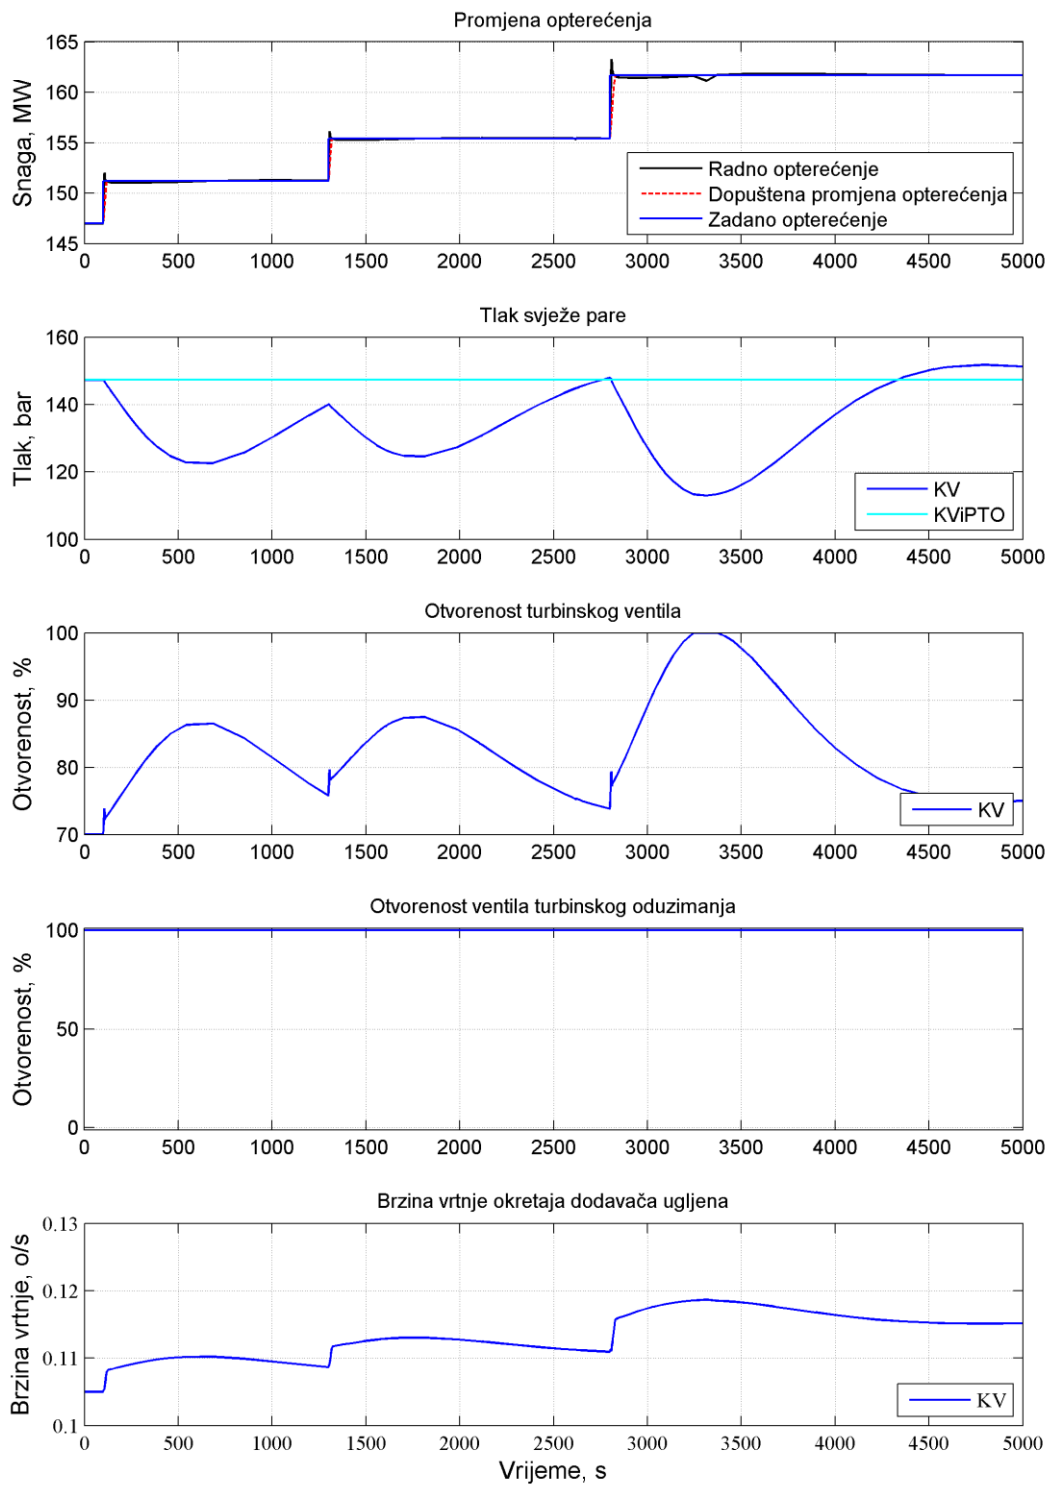 Promjena opterećenja
Snaga, MW
165
160
155
150
145
Radno opterećenje
Dopuštena promjena opterećenja
Zadano opterećenje
0 500 1000 1500 2000 2500 3000 3500 4000 4500 5000
Tlak svježe pare
Tlak, bar
160
140
120
100
KV
KViPTO
0 500 1000 1500 2000 2500 3000 3500 4000 4500 5000
Otvorenost turbinskog ventila
Otvorenost, %
100
90
80
70
KV
0 500 1000 1500 2000 2500 3000 3500 4000 4500 5000
Otvorenost ventila turbinskog oduzimanja
Otvorenost, %
100
50
0
0 500 1000 1500 2000 2500 3000 3500 4000 4500 5000
Brzina vrtnje okretaja dodavača ugljena
Brzina vrtnje, o/s
0.13
0.12
0.11
0.1
KV
0 500 1000 1500 2000 2500 3000 3500 4000 4500 5000
Vrijeme, s